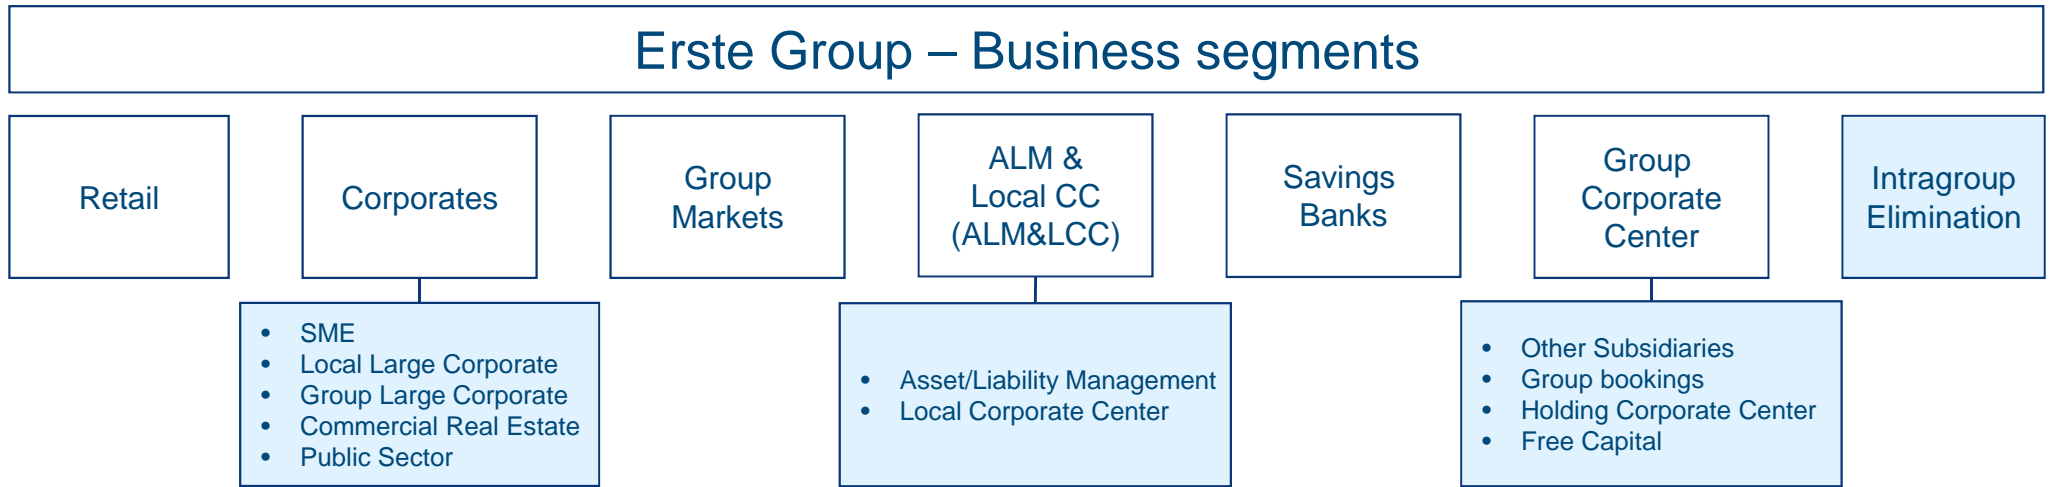 Erste Group – Business segments
Retail
Corporates
Group
Markets
ALM &
Local CC
(ALM&LCC)
Savings
Banks
Group
Corporate
Center
Intragroup
Elimination
• SME
• Local Large Corporate
• Group Large Corporate
• Commercial Real Estate
• Public Sector
• Asset/Liability Management
• Local Corporate Center
• Other Subsidiaries
• Group bookings
• Holding Corporate Center
• Free Capital